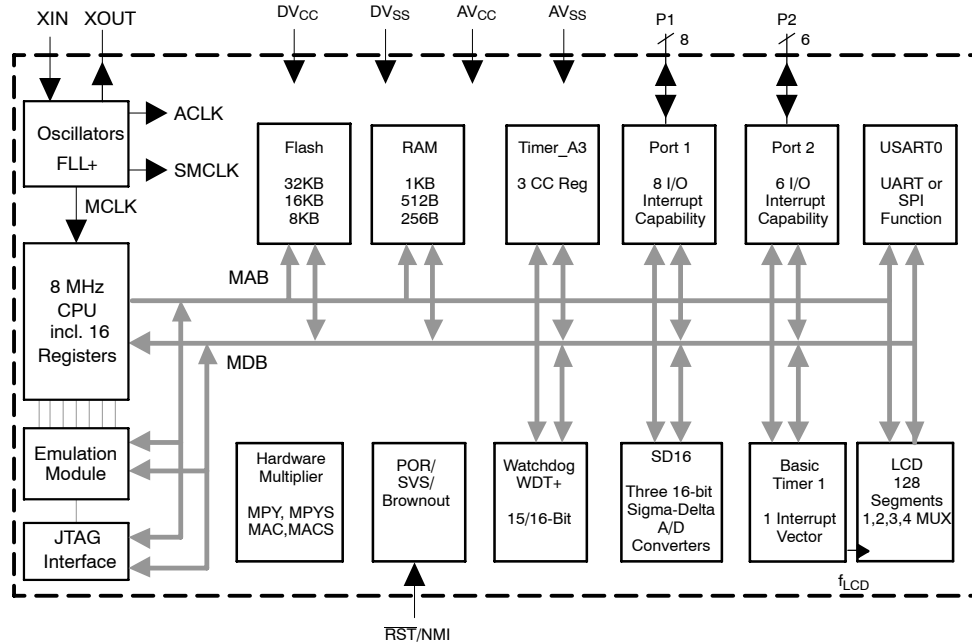 XIN XOUT DVCC DVSS AVCC AVSS P1 P2
8 6
Oscillators
FLL+
ACLK
SMCLK
MCLK
Flash
32KB
16KB
8KB
RAM
1KB
512B
256B
Timer_A3
3 CC Reg
Port 1
8 I/O
Interrupt
Capability
Port 2
6 I/O
Interrupt
Capability
USART0
UART or
SPI
Function
8 MHz
CPU
incl. 16
Registers
MAB
MDB
Emulation
Module
JTAG
Interface
Hardware
Multiplier
MPY, MPYS
MAC,MACS
POR/
SVS/
Brownout
Watchdog
WDT+
15/16-Bit
SD16
Three 16-bit
Sigma-Delta
A/D
Converters
Basic
Timer 1
1 Interrupt
Vector
LCD
128
Segments
1,2,3,4 MUX
fLCD
RST/NMI